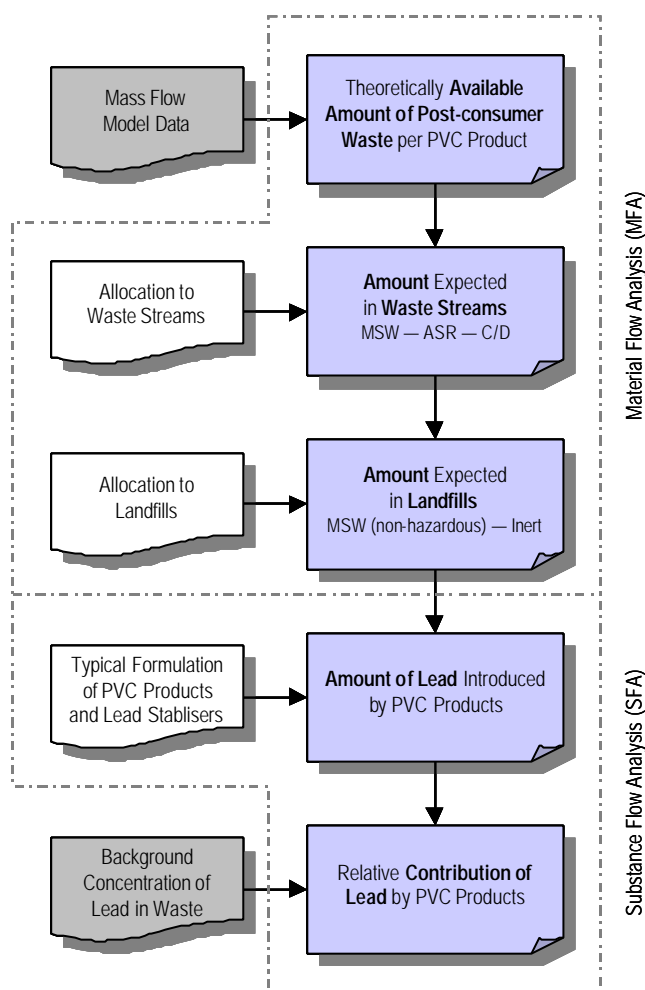 Mass Flow
Model Data
Theoretically Available
Amount of Post-consumer
Waste per PVC Product
Allocation to
Waste Streams
Amount Expected
in Waste Streams
MSW — ASR — C/D
Material Flow Analysis (MFA)
Allocation to
Landfills
Amount Expected
in Landfills
MSW (non-hazardous) — Inert
Typical Formulation
of PVC Products
and Lead Stablisers
Amount of Lead Introduced
by PVC Products
Substance Flow Analysis (SFA)
Background
Concentration of
Lead in Waste
Relative Contribution of
Lead by PVC Products